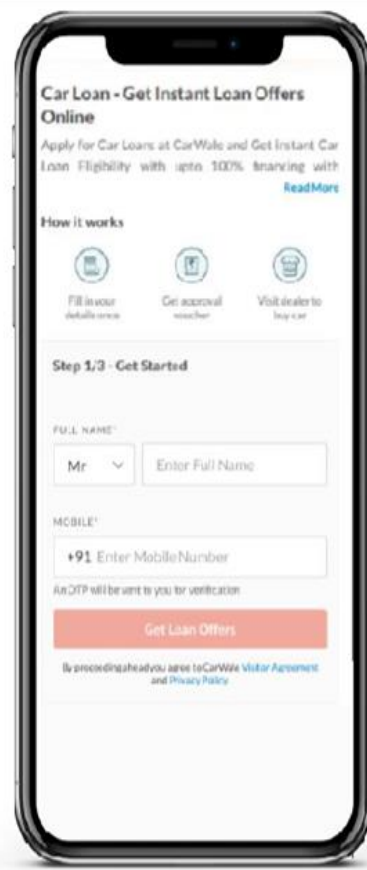 Car Loan - Get Instant Loan Offers
Online
Apply for Car Loans at CarWale and Get Instant Car
Loan Eligibility with upto 100% financing with
Read More
How it works
Fill in your
details once
Get approval
voucher
Visit dealer to
buy car
Step 1/3 - Get Started
FULL NAME*
Mr
Enter Full Name
MOBILE*
+91 Enter Mobile Number
An OTP will be sent to you for verification
Get Loan Offers
By proceeding ahead you agree to CarWale Visitor Agreement
and Privacy Policy